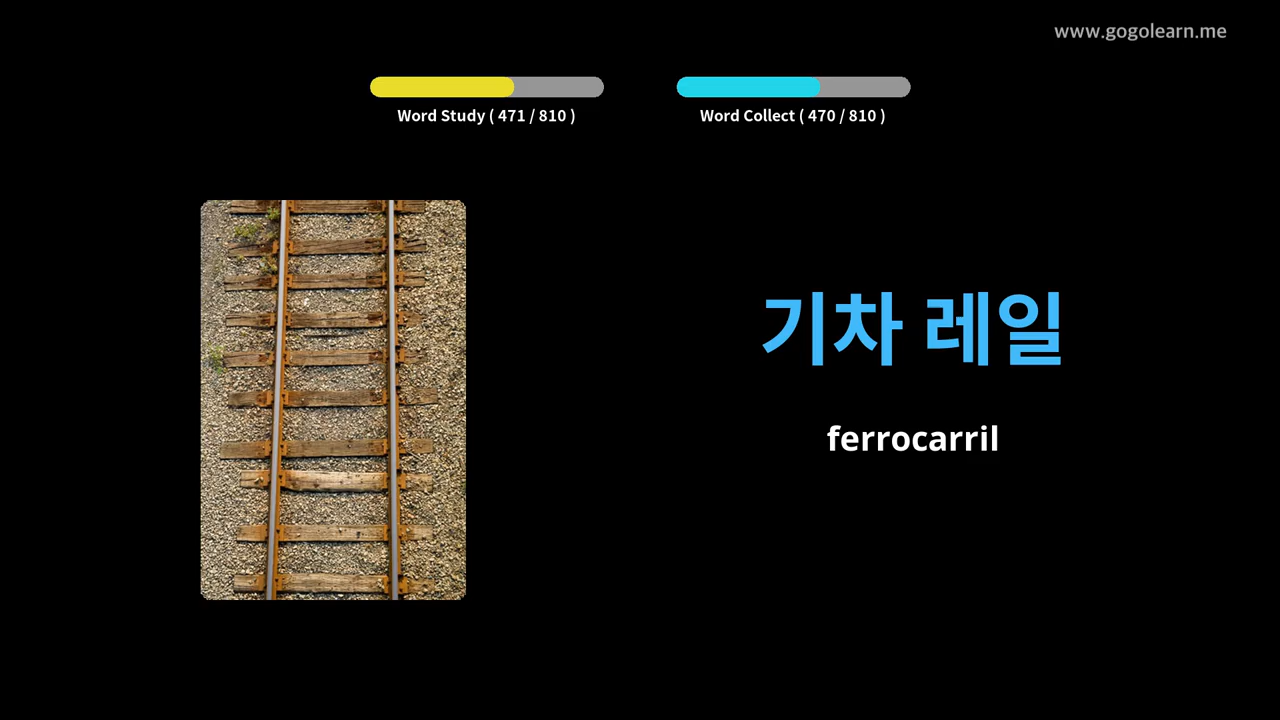 www.gogolearn.me
Word Study ( 471 / 810 )
Word Collect ( 470 / 810 )
기차 레일
ferrocarril